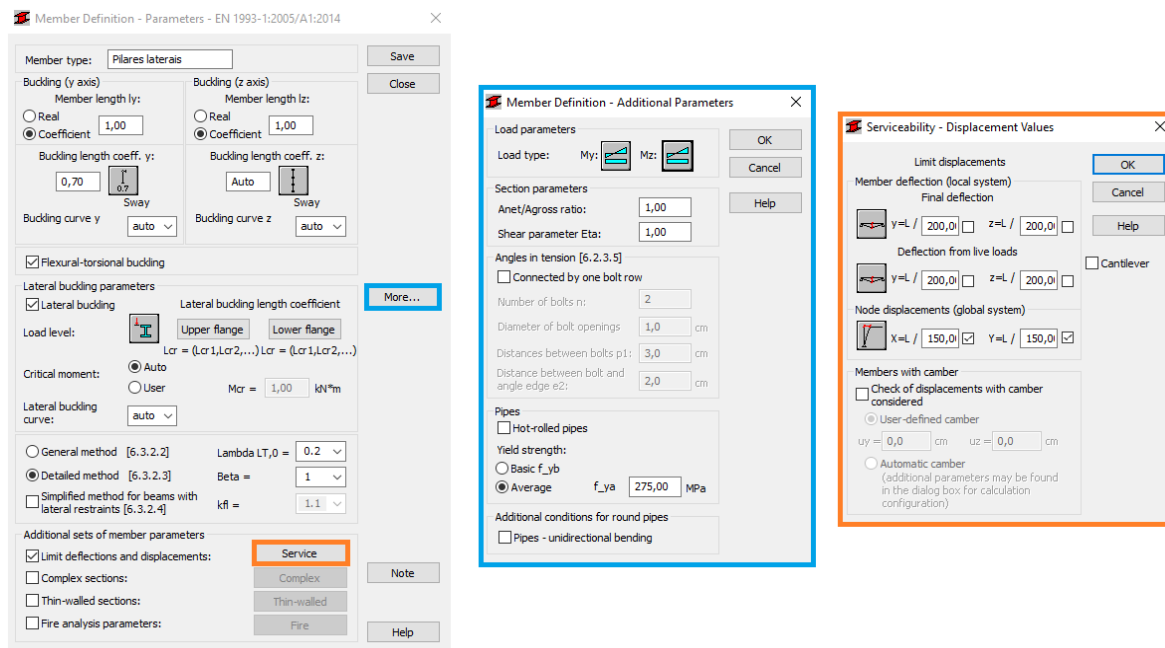 Member Definition - Parameters - EN 1993-1:2005/A1:2014
Member type: Pilares laterais
Save
Close
Buckling (y axis)
Member length ly:
Real
Coefficient 1,00
Buckling (z axis)
Member length lz:
Real
Coefficient 1,00
Buckling length coeff. y:
0,70
0.7
Sway
Buckling curve y auto
Buckling length coeff. z:
Auto
Sway
Buckling curve z auto
Flexural-torsional buckling
Lateral buckling parameters
Lateral buckling
Lateral buckling length coefficient
More...
Load level:
Upper flange
Lower flange
Lcr = (Lcr1,Lcr2,...) Lcr = (Lcr1,Lcr2,...)
Critical moment:
Auto
User
Mcr = 1,00 kN*m
Lateral buckling
curve: auto
General method [6.3.2.2]
Lambda LT,0 = 0.2
Detailed method [6.3.2.3]
Beta = 1
Simplified method for beams with
lateral restraints [6.3.2.4]
kfl = 1.1
Additional sets of member parameters
Limit deflections and displacements: Service
Complex sections: Complex
Thin-walled sections: Thin-walled
Fire analysis parameters: Fire
Note
Help
Member Definition - Additional Parameters
Load parameters
Load type: My: Mz:
OK
Cancel
Help
Section parameters
Anet/Agross ratio: 1,00
Shear parameter Eta: 1,00
Angles in tension [6.2.3.5]
Connected by one bolt row
Number of bolts n: 2
Diameter of bolt openings 1,0 cm
Distances between bolts p1: 3,0 cm
Distance between bolt and
angle edge e2: 2,0 cm
Pipes
Hot-rolled pipes
Yield strength:
Basic f_yb
Average f_ya 275,00 MPa
Additional conditions for round pipes
Pipes - unidirectional bending
Serviceability - Displacement Values
Limit displacements
OK
Cancel
Help
Cantilever
Member deflection (local system)
Final deflection
y=L / 200,0 z=L / 200,0
Deflection from live loads
y=L / 200,0 z=L / 200,0
Node displacements (global system)
X=L / 150,0 Y=L / 150,0
Members with camber
Check of displacements with camber
considered
User-defined camber
uy = 0,0 cm uz = 0,0 cm
Automatic camber
(additional parameters may be found
in the dialog box for calculation
configuration)